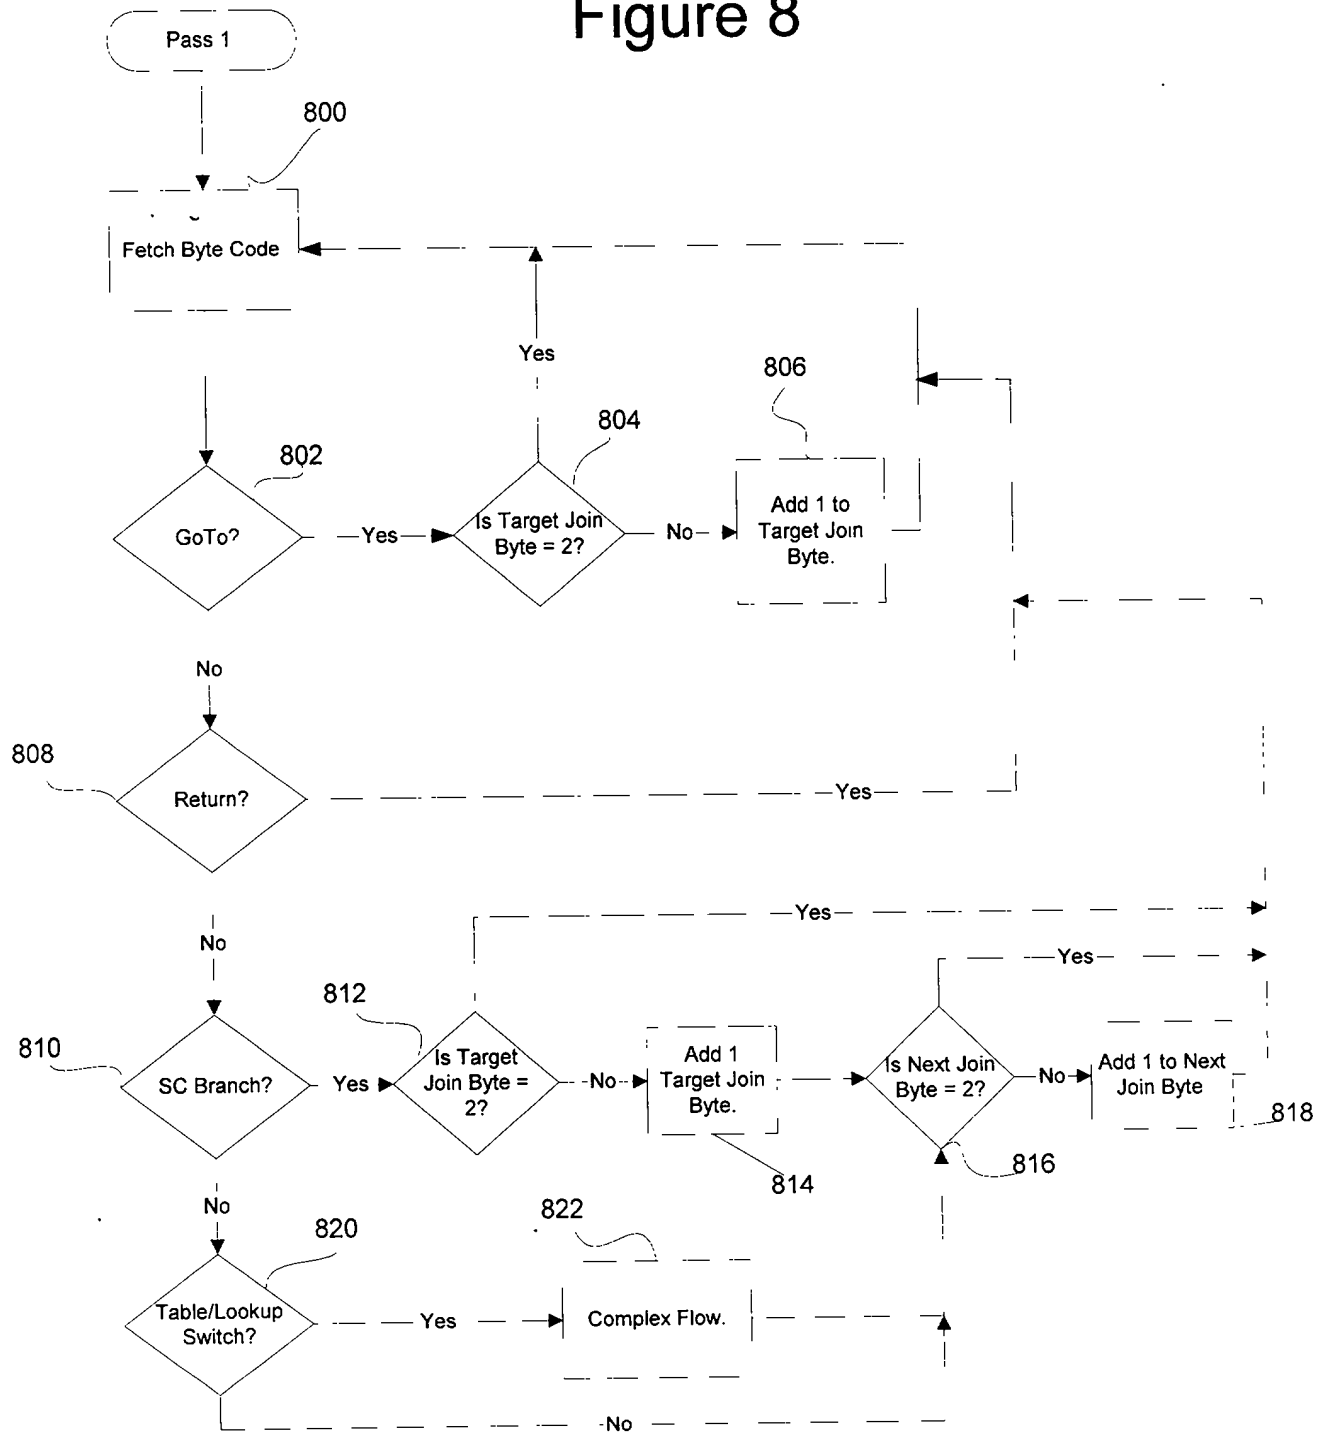 Figure 8
Pass 1
800
Fetch Byte Code
Yes
806
804
802
GoTo?
Yes
Is Target Join
Byte = 2?
No
Add 1 to
Target Join
Byte.
No
808
Return?
Yes
No
Yes
Yes
812
810
SC Branch?
Yes
Is Target
Join Byte =
2?
No
Add 1
Target Join
Byte.
Is Next Join
Byte = 2?
No
Add 1 to Next
Join Byte
818
816
814
No
822
820
Table/Lookup
Switch?
Yes
Complex Flow.
No